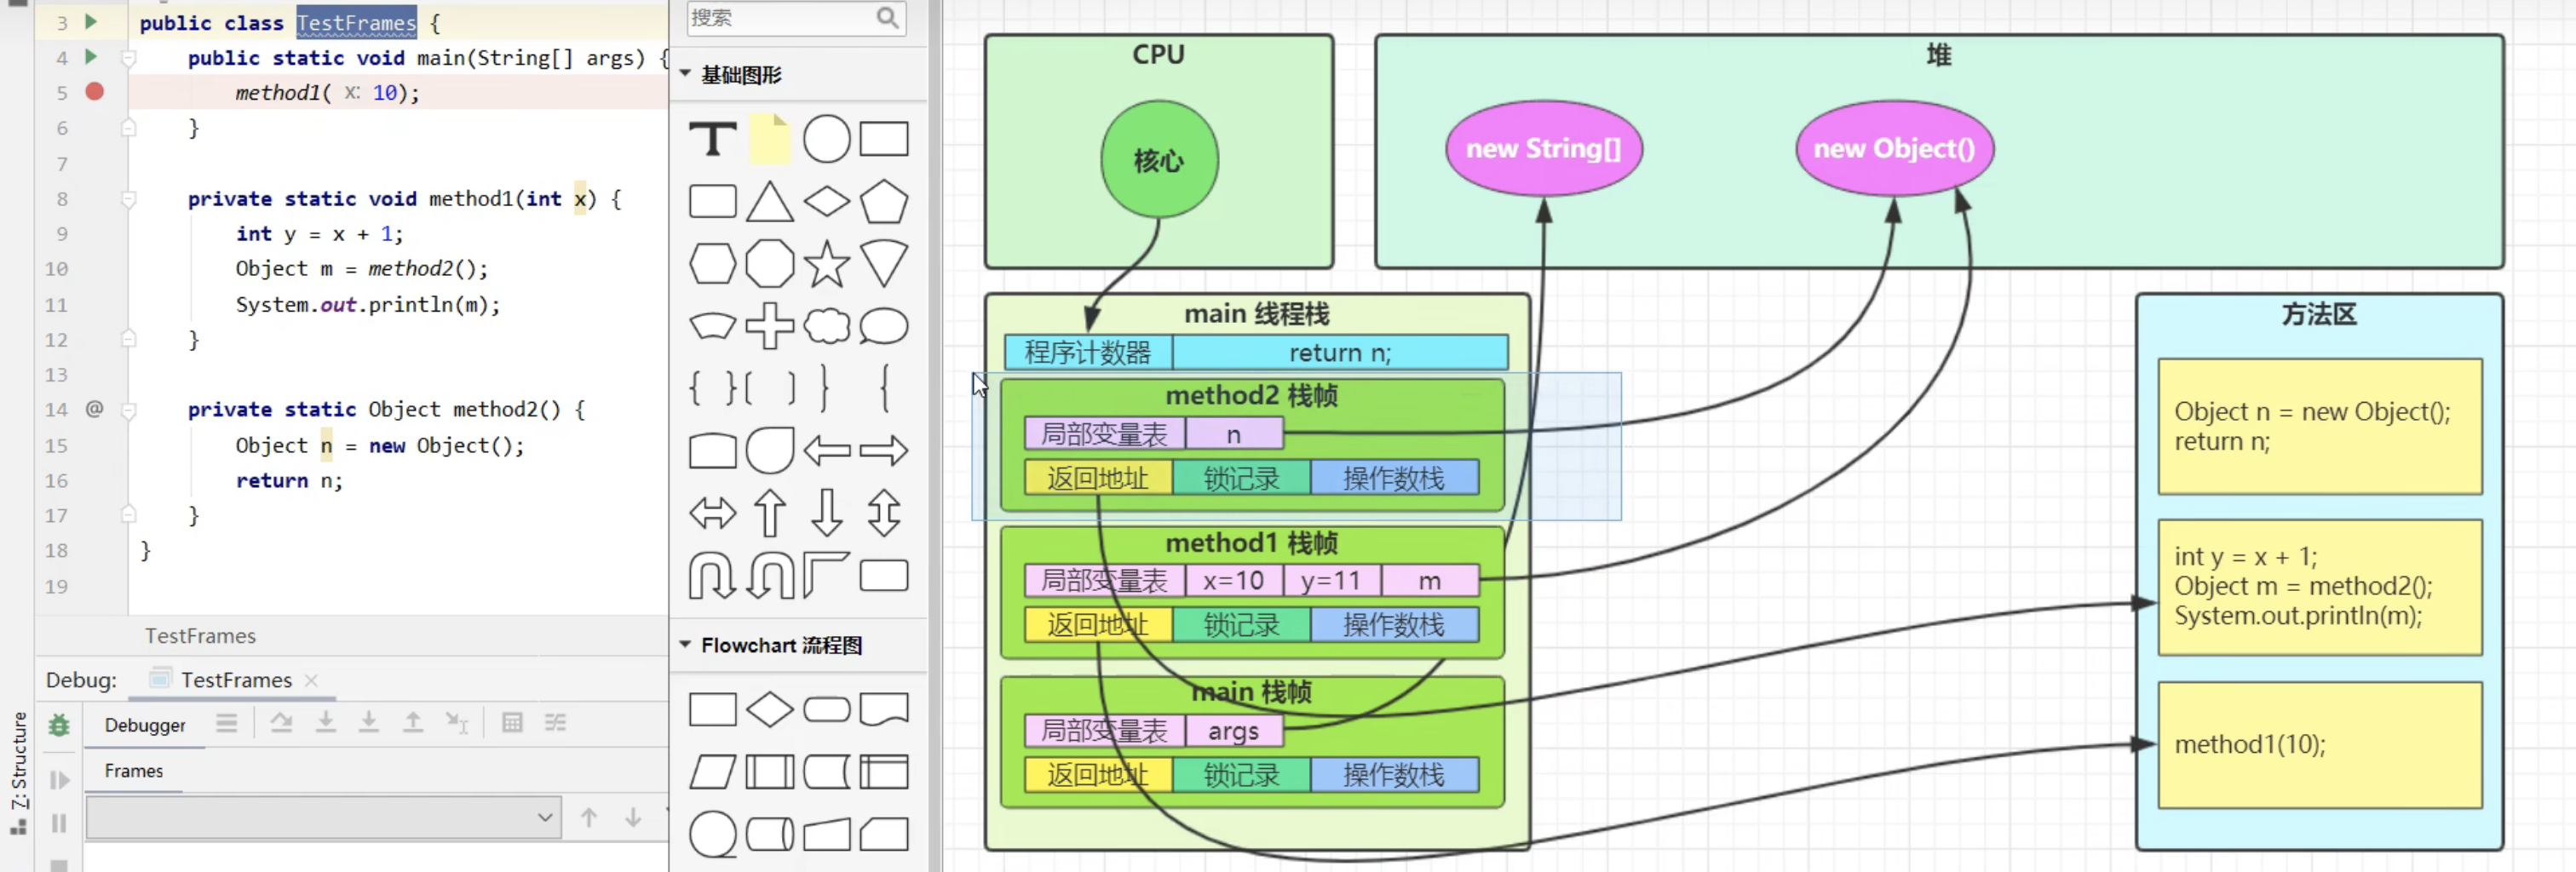 3 public class TestFrames {
4 public static void main(String[] args) {
5 method1( x: 10);
6 }
7
8 private static void method1(int x) {
9 int y = x + 1;
10 Object m = method2();
11 System.out.println(m);
12 }
13
14 @ private static Object method2() {
15 Object n = new Object();
16 return n;
17 }
18 }
19
TestFrames
Debug: TestFrames
Debugger
Frames
7: Structure
搜索
基础图形
Flowchart 流程图
CPU
核心
堆
new String[]
new Object()
main 线程栈
程序计数器 return n;
method2 栈帧
局部变量表 n
返回地址 锁记录 操作数栈
method1 栈帧
局部变量表 x=10 y=11 m
返回地址 锁记录 操作数栈
main 栈帧
局部变量表 args
返回地址 锁记录 操作数栈
方法区
Object n = new Object();
return n;
int y = x + 1;
Object m = method2();
System.out.println(m);
method1(10);